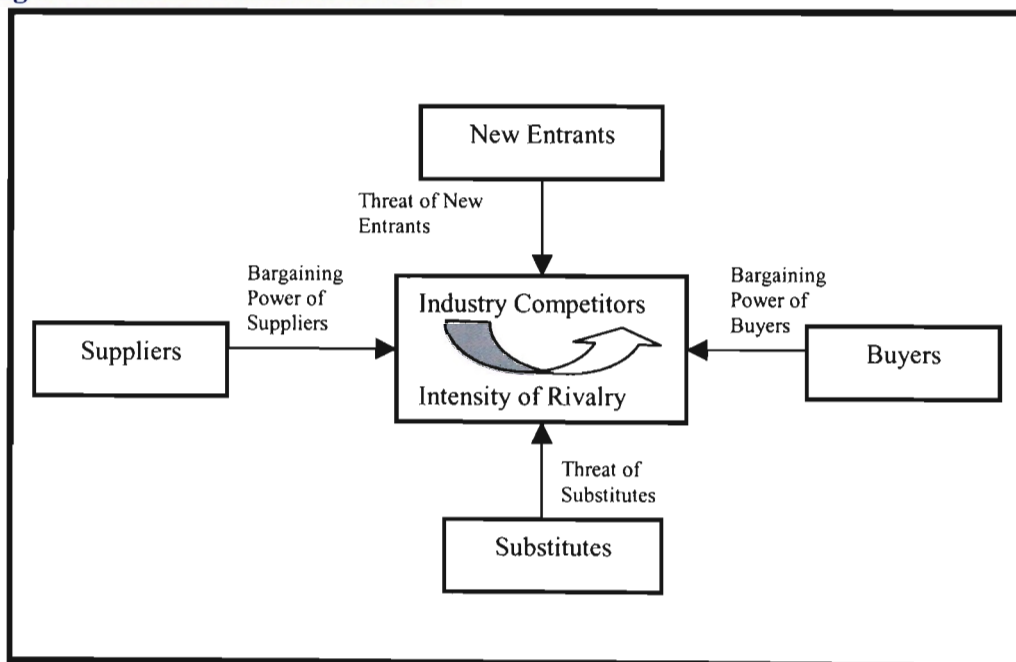 New Entrants
Threat of New
Entrants
Bargaining
Power of
Suppliers
Industry Competitors
Bargaining
Power of
Buyers
Suppliers
Buyers
Intensity of Rivalry
Threat of
Substitutes
Substitutes